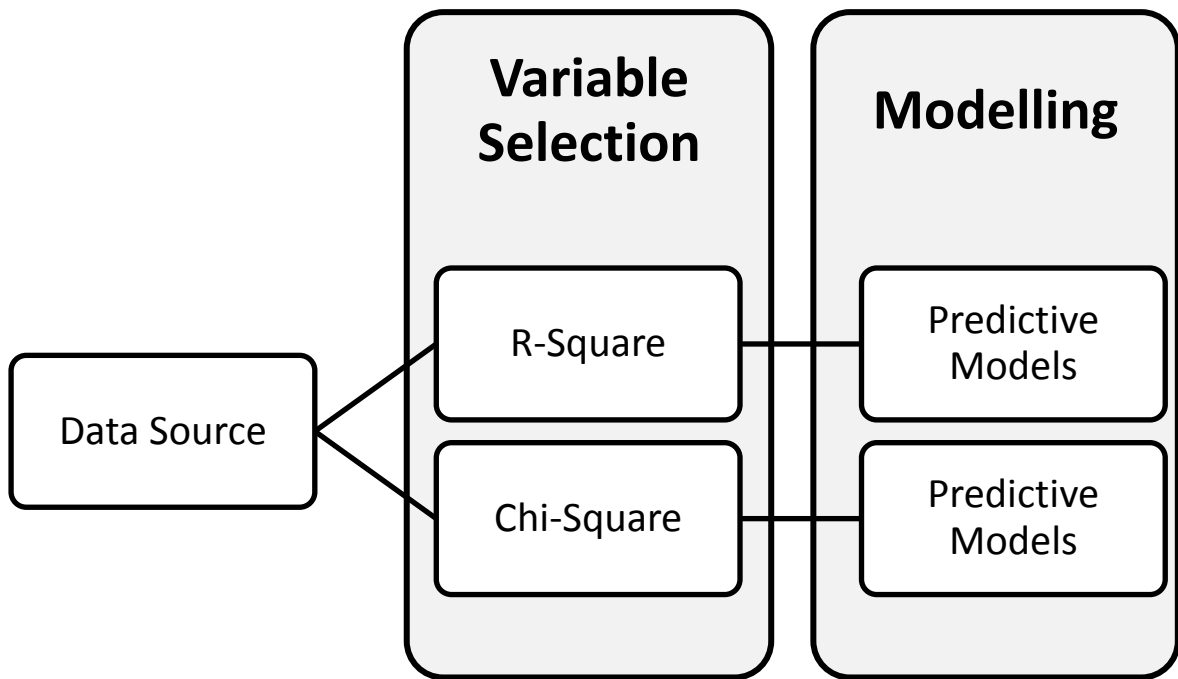 Variable
Selection
Modelling
Data Source
R-Square
Predictive
Models
Chi-Square
Predictive
Models